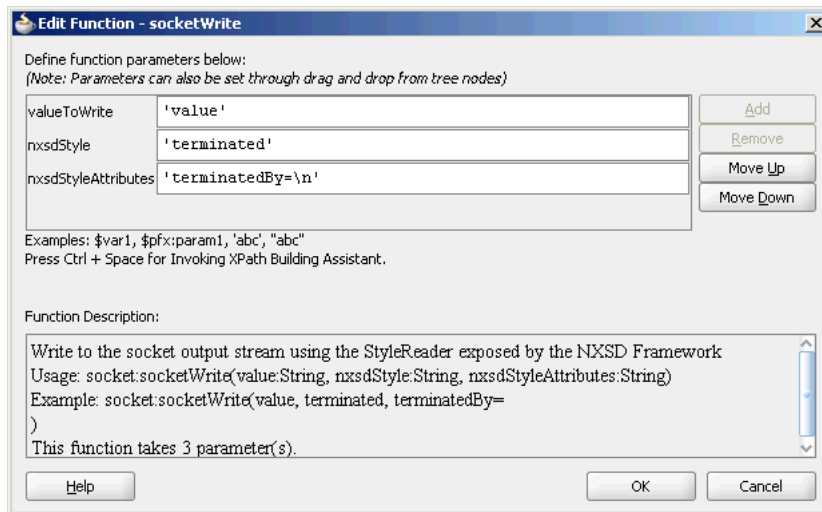 Edit Function - socketWrite
Define function parameters below:
(Note: Parameters can also be set through drag and drop from tree nodes)
valueToWrite 'value'
nxsdStyle 'terminated'
nxsdStyleAttributes 'terminatedBy=\n'
Add
Remove
Move Up
Move Down
Examples: $var1, $pfx:param1, 'abc', "abc"
Press Ctrl + Space for Invoking XPath Building Assistant.
Function Description:
Write to the socket output stream using the StyleReader exposed by the NXSD Framework
Usage: socket:socketWrite(value:String, nxsdStyle:String, nxsdStyleAttributes:String)
Example: socket:socketWrite(value, terminated, terminatedBy=
)
This function takes 3 parameter(s).
Help
OK
Cancel